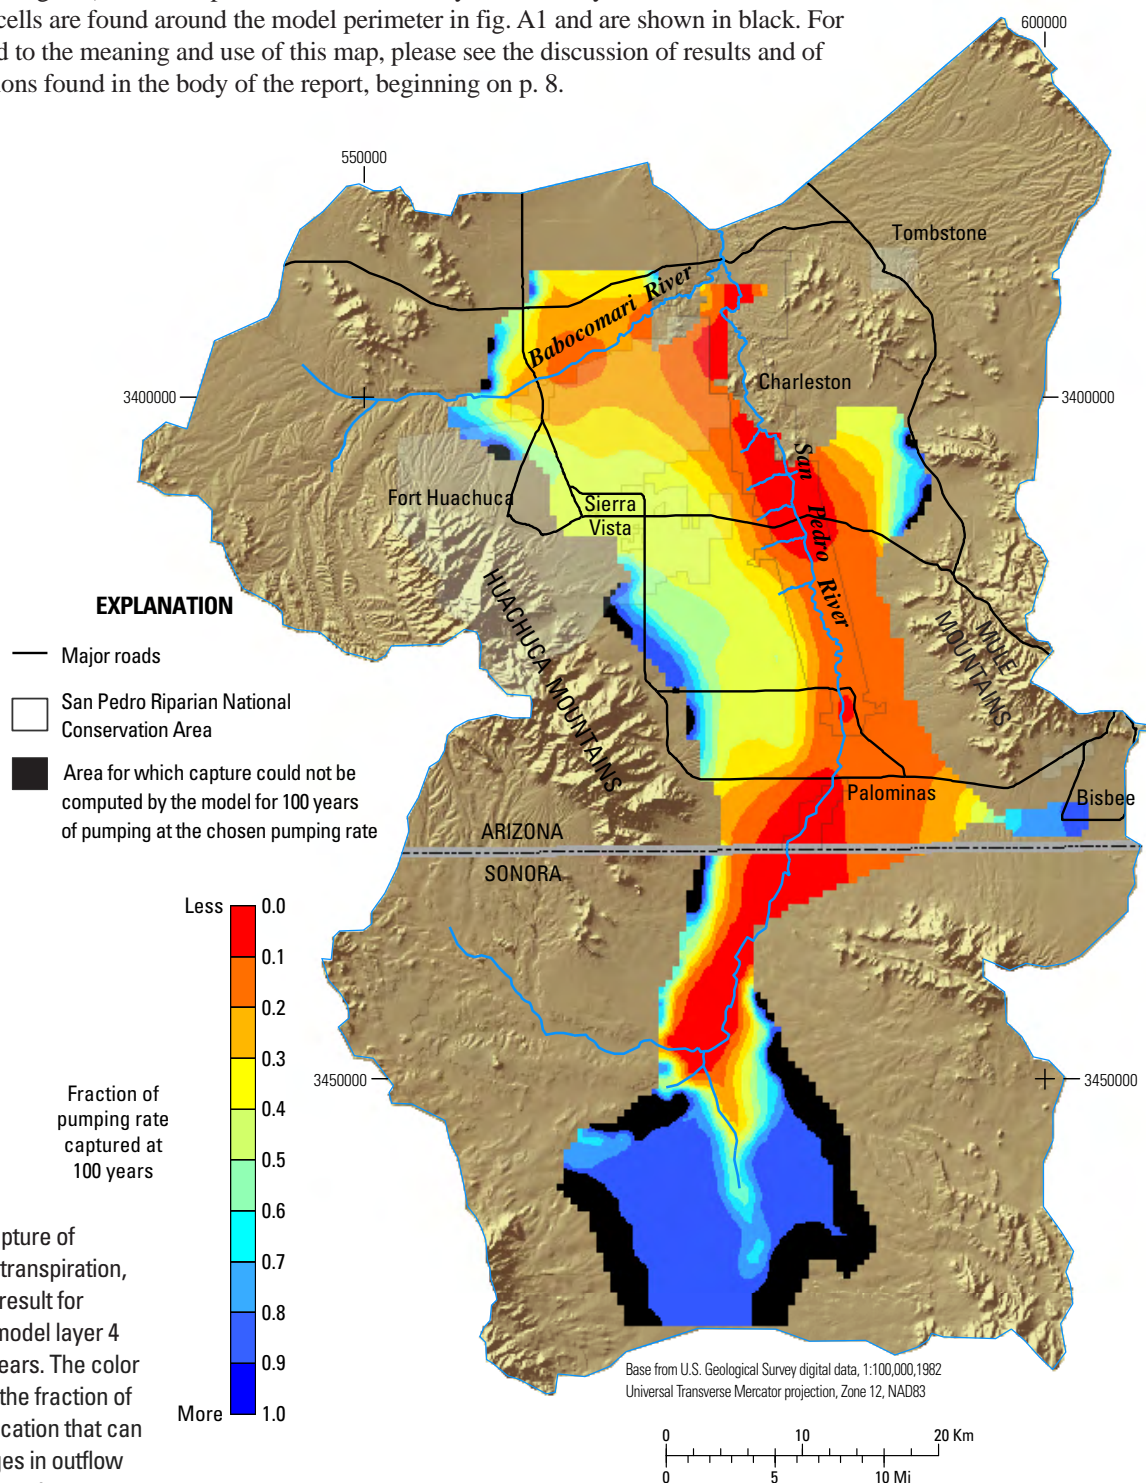 cells are found around the model perimeter in fig. A1 and are shown in black. For
d to the meaning and use of this map, please see the discussion of results and of
ions found in the body of the report, beginning on p. 8.
600000
550000
Tombstone
Babocomari River
Charleston
3400000
3400000
San Pedro River
Fort Huachuca
Sierra
Vista
HUACHUCA MOUNTAINS
MULE
MOUNTAINS
EXPLANATION
Major roads
San Pedro Riparian National
Conservation Area
Area for which capture could not be
computed by the model for 100 years
of pumping at the chosen pumping rate
Palominas
Bisbee
ARIZONA
SONORA
Less
0.0
0.1
0.2
0.3
0.4
0.5
0.6
0.7
0.8
0.9
1.0
More
Fraction of
pumping rate
captured at
100 years
3450000
3450000
pture of
transpiration,
result for
model layer 4
ears. The color
the fraction of
cation that can
ges in outflow
Base from U.S. Geological Survey digital data, 1:100,000,1982
Universal Transverse Mercator projection, Zone 12, NAD83
0 10 20 Km
0 5 10 Mi